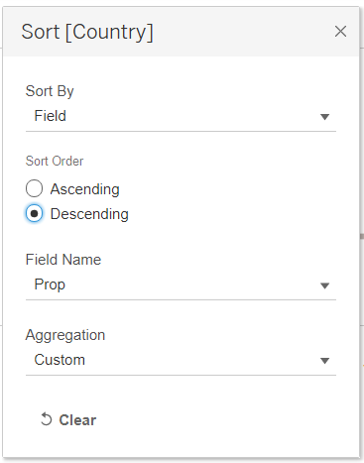 Sort [Country]
Sort By
Field
Sort Order
Ascending
Descending
Field Name
Prop
Aggregation
Custom
Clear